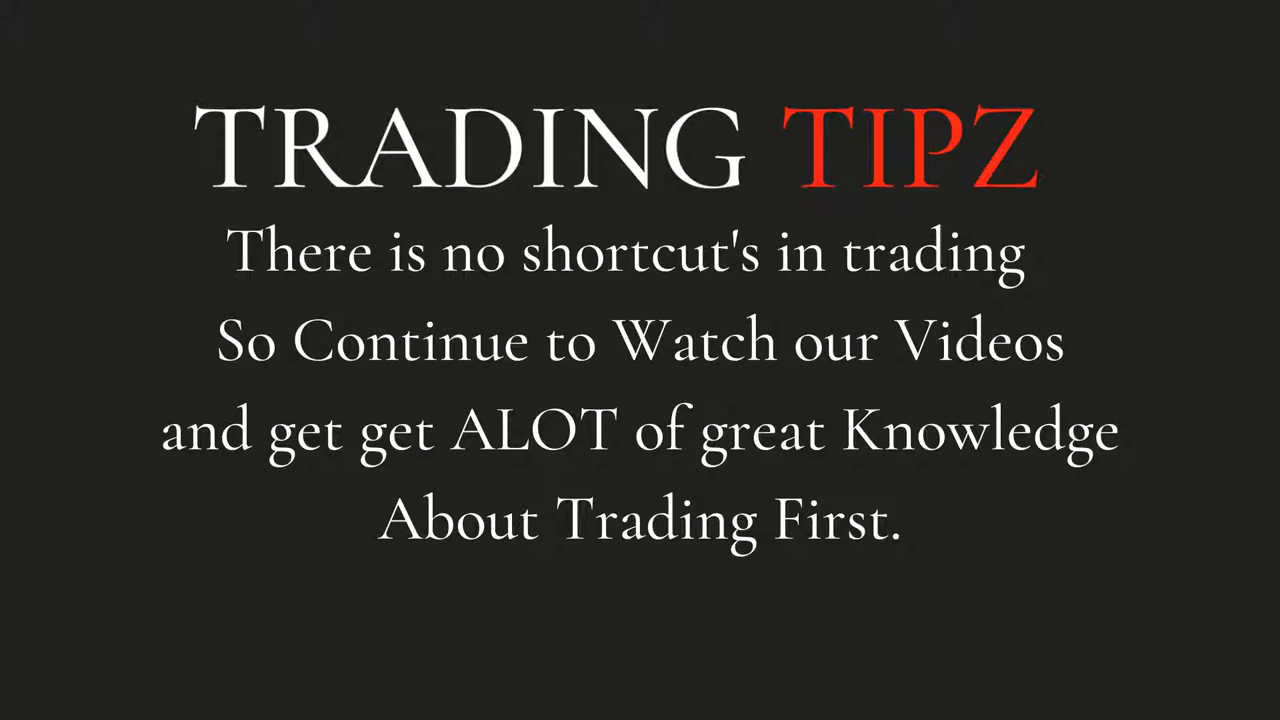 TRADING TIPZ
There is no shortcut's in trading
So Continue to Watch our Videos
and get get ALOT of great Knowledge
About Trading First.